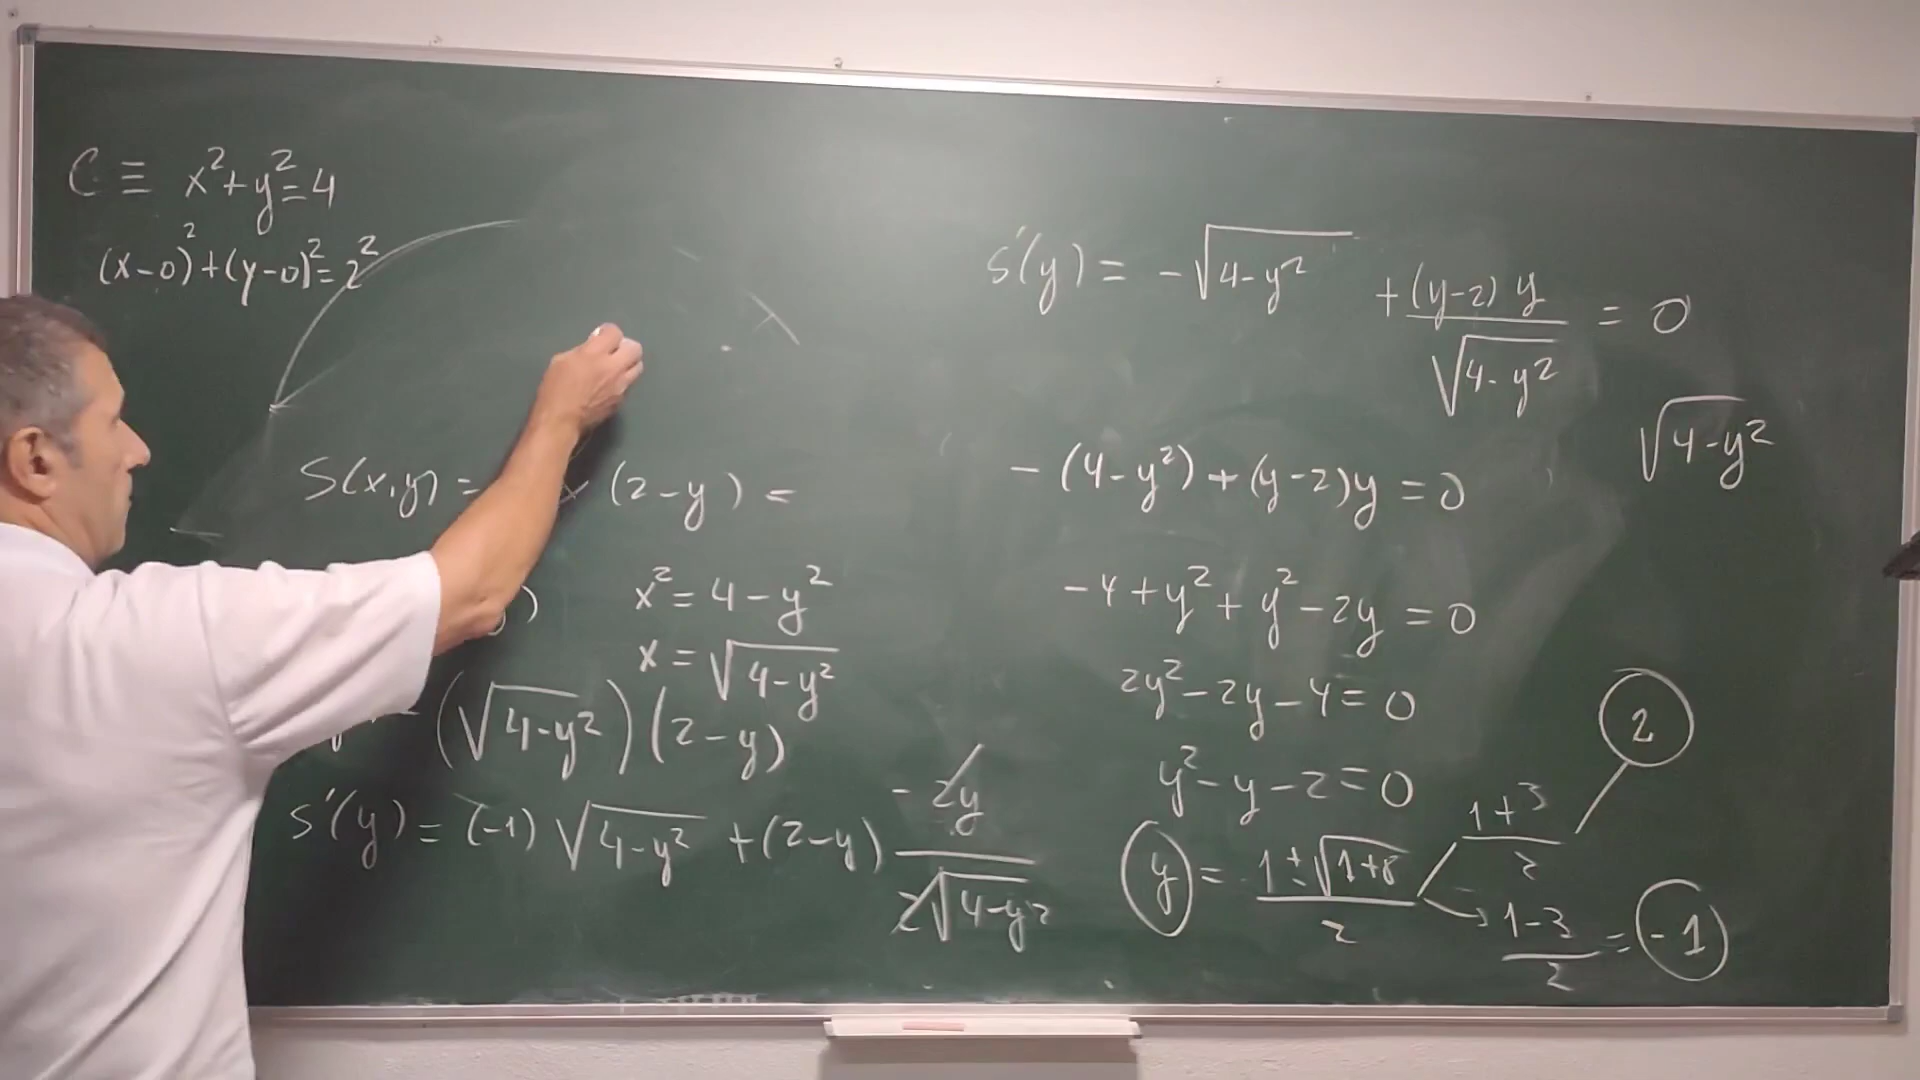 C ≡ x²+y²=4
(x-0)²+(y-0)²=2²
S(x,y) = x (2-y) =
x² = 4-y²
x = √(4-y²)
(√(4-y²))(2-y)
s'(y) = (-1) √(4-y²) + (2-y) (-2y)/(2√(4-y²))
s'(y) = -√(4-y²) + ((y-2) y)/√(4-y²) = 0
√(4-y²)
-(4-y²)+(y-2)y=0
-4+y²+y²-2y=0
2y²-2y-4=0
y²-y-2=0
y = (1±√(1+8))/2
(1+3)/2 2
(1-3)/2 = -1